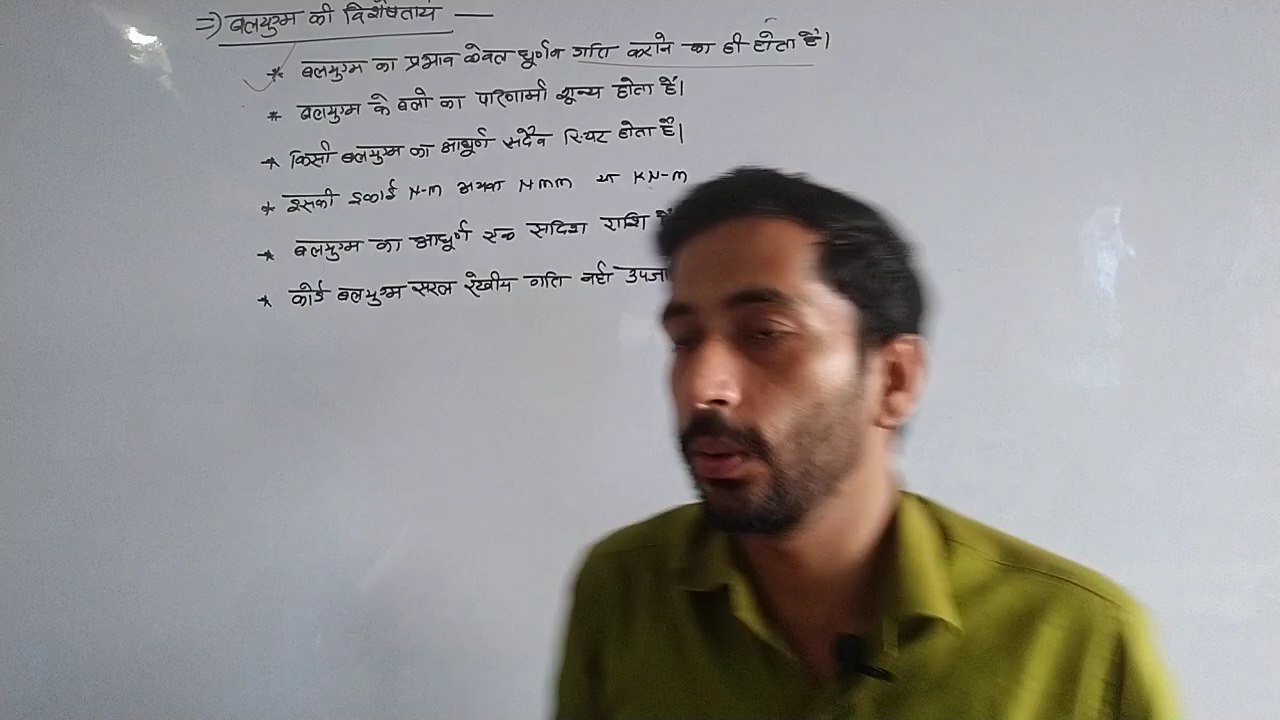 => बलयुग्म की विशेषतायें —
* बलयुग्म का प्रभाव केवल घूर्णन गति कराने का ही होता है।
* बलयुग्म के बलो का परिणामी शून्य होता है।
* किसी बलयुग्म का आघूर्ण सदैव स्थिर होता है।
* इसकी इकाई N-m अथवा Nmm या KN-m
* बलयुग्म का आघूर्ण एक सदिश राशि
* कोई बलयुग्म सरल रेखीय गति नहीं